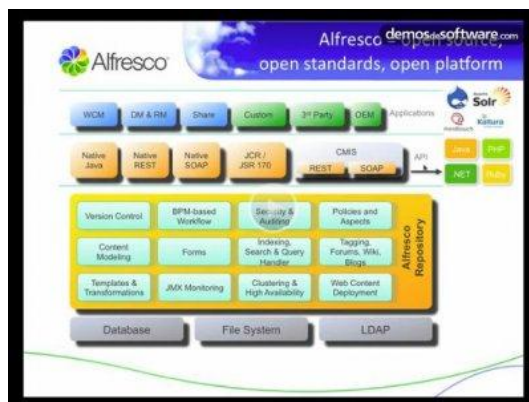 demosdesoftware.com
Alfresco
Alfresco = open source,
open standards, open platform
WCM
DM & RM
Share
Custom
3rd Party
OEM
Applications
Solr
Kaltura
Native
Java
Native
REST
Native
SOAP
JCR /
JSR 170
CMIS
REST
SOAP
API
Java
PHP
.NET
Ruby
Version Control
BPM-based
Workflow
Security &
Auditing
Policies and
Aspects
Content
Modeling
Forms
Indexing,
Search & Query
Handler
Tagging,
Forums, Wiki,
Blogs
Templates &
Transformations
JMX Monitoring
Clustering &
High Availability
Web Content
Deployment
Alfresco
Repository
Database
File System
LDAP